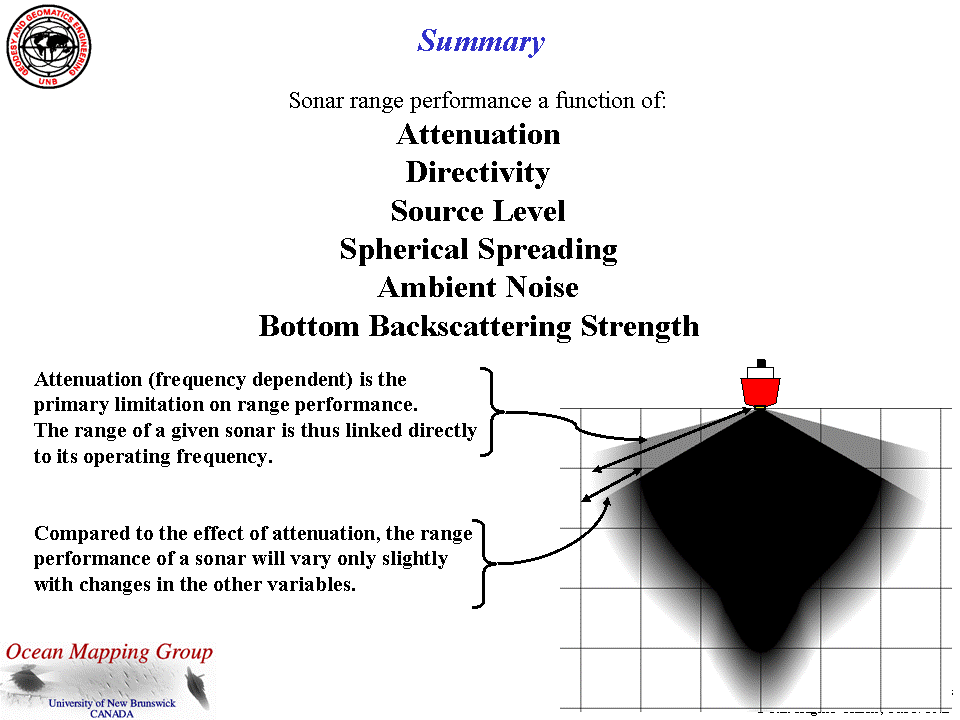 GEODESY AND GEOMATICS ENGINEERING
UNB
Summary
Sonar range performance a function of:
Attenuation
Directivity
Source Level
Spherical Spreading
Ambient Noise
Bottom Backscattering Strength
Attenuation (frequency dependent) is the
primary limitation on range performance.
The range of a given sonar is thus linked directly
to its operating frequency.
Compared to the effect of attenuation, the range
performance of a sonar will vary only slightly
with changes in the other variables.
Ocean Mapping Group
University of New Brunswick
CANADA